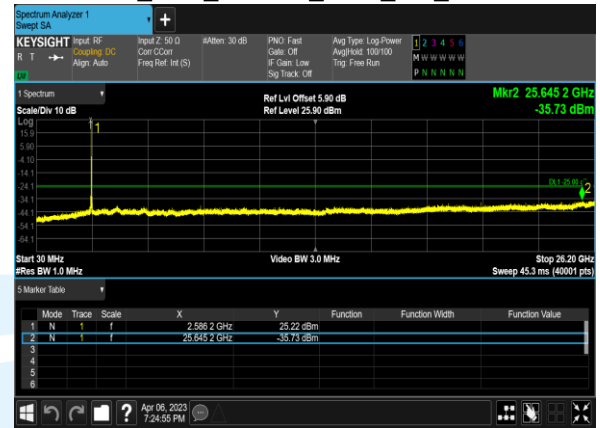 Spectrum Analyzer 1
Swept SA
+
KEYSIGHT Input: RF Input Z: 50 Ω #Atten: 30 dB PNO: Fast Avg Type: Log-Power 1 2 3 4 5 6
R T Coupling: DC Corr CCorr Gate: Off Avg|Hold: 100/100 M W W W W W
Align: Auto Freq Ref: Int (S) IF Gain: Low Trig: Free Run
LV Sig Track: Off P N N N N N
1 Spectrum Ref Lvl Offset 5.90 dB Mkr2 25.645 2 GHz
Scale/Div 10 dB Ref Level 25.90 dBm -35.73 dBm
Log
1
15.9
5.90
-4.10
-14.1
-24.1
2
-34.1
-44.1
-54.1
-64.1
Start 30 MHz Video BW 3.0 MHz Stop 26.20 GHz
#Res BW 1.0 MHz Sweep 45.3 ms (40001 pts)
5 Marker Table
Mode Trace Scale X Y Function Function Width Function Value
1 N 1 f 2.586 2 GHz 25.22 dBm
2 N 1 f 25.645 2 GHz -35.73 dBm
3
4
5
6
? Apr 06, 2023
7:24:55 PM